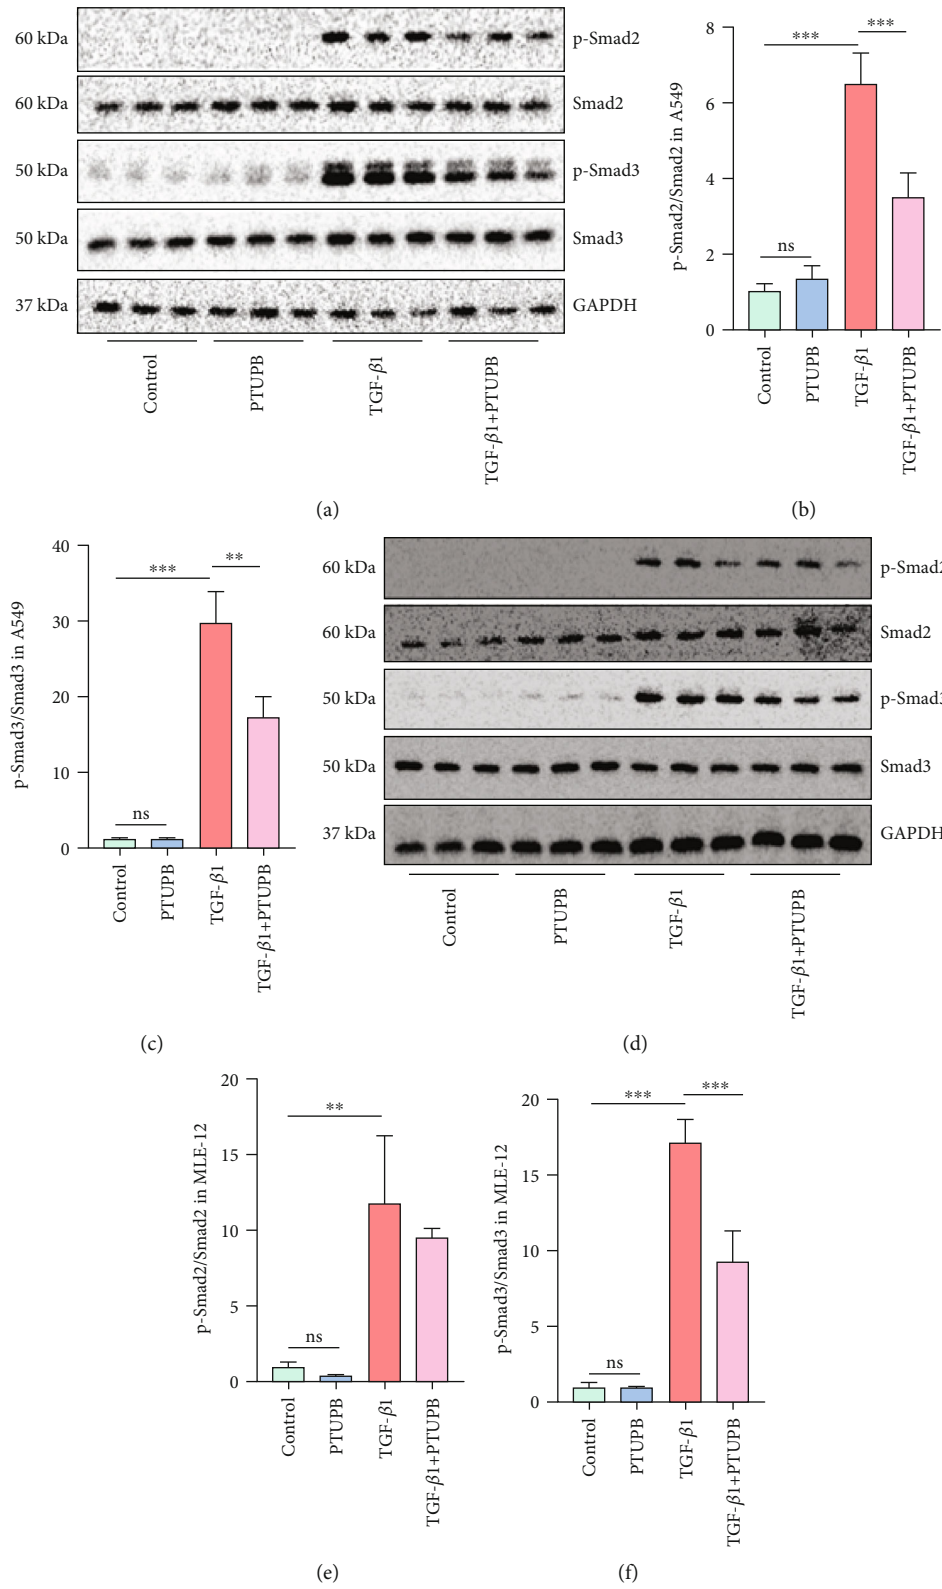 60 kDa
p-Smad2
60 kDa
Smad2
50 kDa
p-Smad3
50 kDa
Smad3
37 kDa
GAPDH
Control
PTUPB
TGF-β1
TGF-β1+PTUPB
(a)
p-Smad2/Smad2 in A549
8
6
4
2
0
***
***
ns
Control
PTUPB
TGF-β1
TGF-β1+PTUPB
(b)
p-Smad3/Smad3 in A549
40
30
20
10
0
***
**
ns
Control
PTUPB
TGF-β1
TGF-β1+PTUPB
(c)
60 kDa
p-Smad2
60 kDa
Smad2
50 kDa
p-Smad3
50 kDa
Smad3
37 kDa
GAPDH
Control
PTUPB
TGF-β1
TGF-β1+PTUPB
(d)
p-Smad2/Smad2 in MLE-12
20
15
10
5
0
**
ns
Control
PTUPB
TGF-β1
TGF-β1+PTUPB
(e)
p-Smad3/Smad3 in MLE-12
20
15
10
5
0
***
***
ns
Control
PTUPB
TGF-β1
TGF-β1+PTUPB
(f)